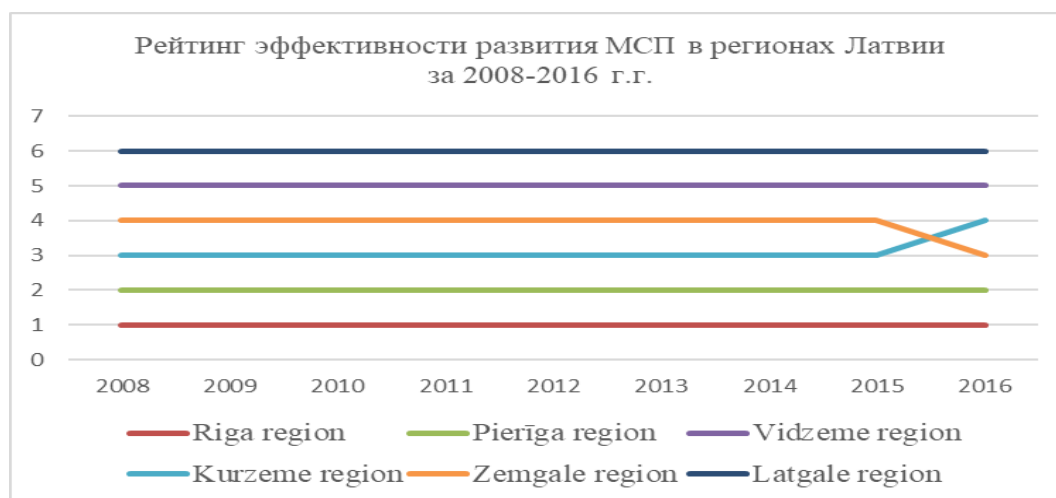 Рейтинг эффективности развития МСП в регионах Латвии
за 2008-2016 г.г.
7
6
5
4
3
2
1
0
2008 2009 2010 2011 2012 2013 2014 2015 2016
Riga region Pierīga region Vidzeme region
Kurzeme region Zemgale region Latgale region